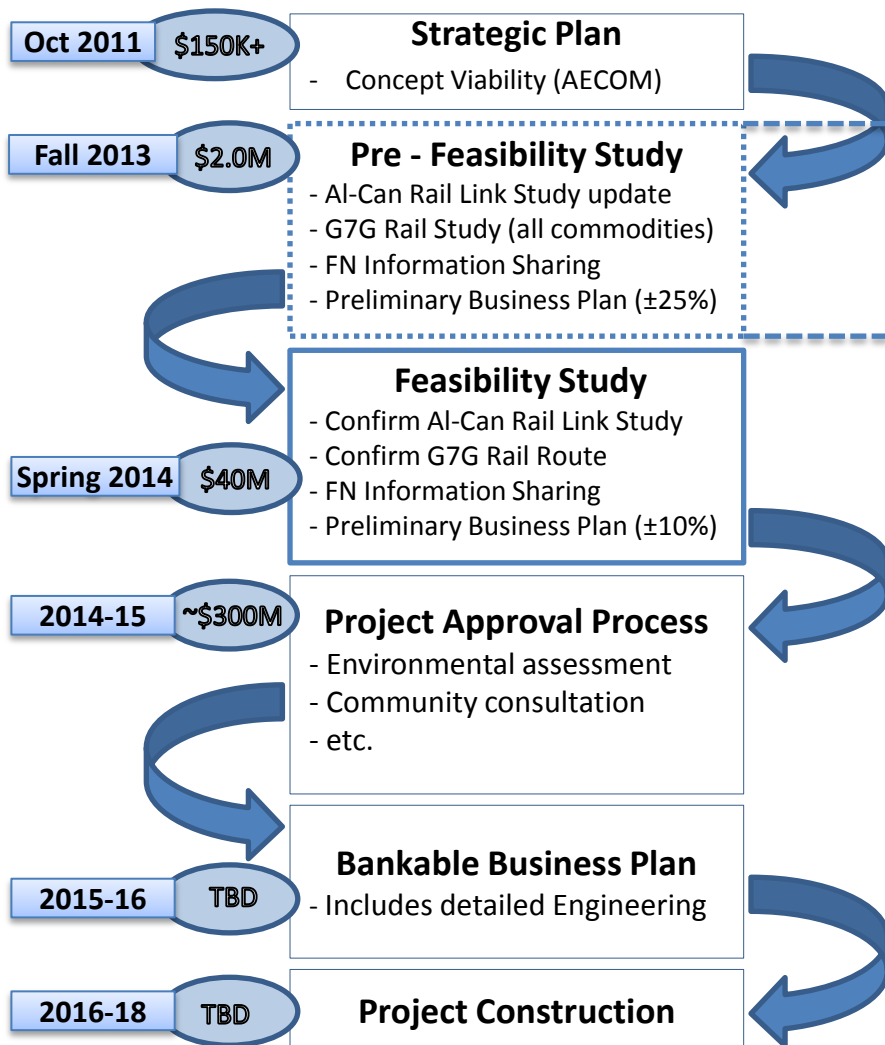 Oct 2011
$150K+
Strategic Plan
- Concept Viability (AECOM)
Fall 2013
$2.0M
Pre - Feasibility Study
- Al-Can Rail Link Study update
- G7G Rail Study (all commodities)
- FN Information Sharing
- Preliminary Business Plan (±25%)
Feasibility Study
- Confirm Al-Can Rail Link Study
- Confirm G7G Rail Route
- FN Information Sharing
- Preliminary Business Plan (±10%)
Spring 2014
$40M
2014-15
~$300M
Project Approval Process
- Environmental assessment
- Community consultation
- etc.
Bankable Business Plan
- Includes detailed Engineering
2015-16
TBD
2016-18
TBD
Project Construction